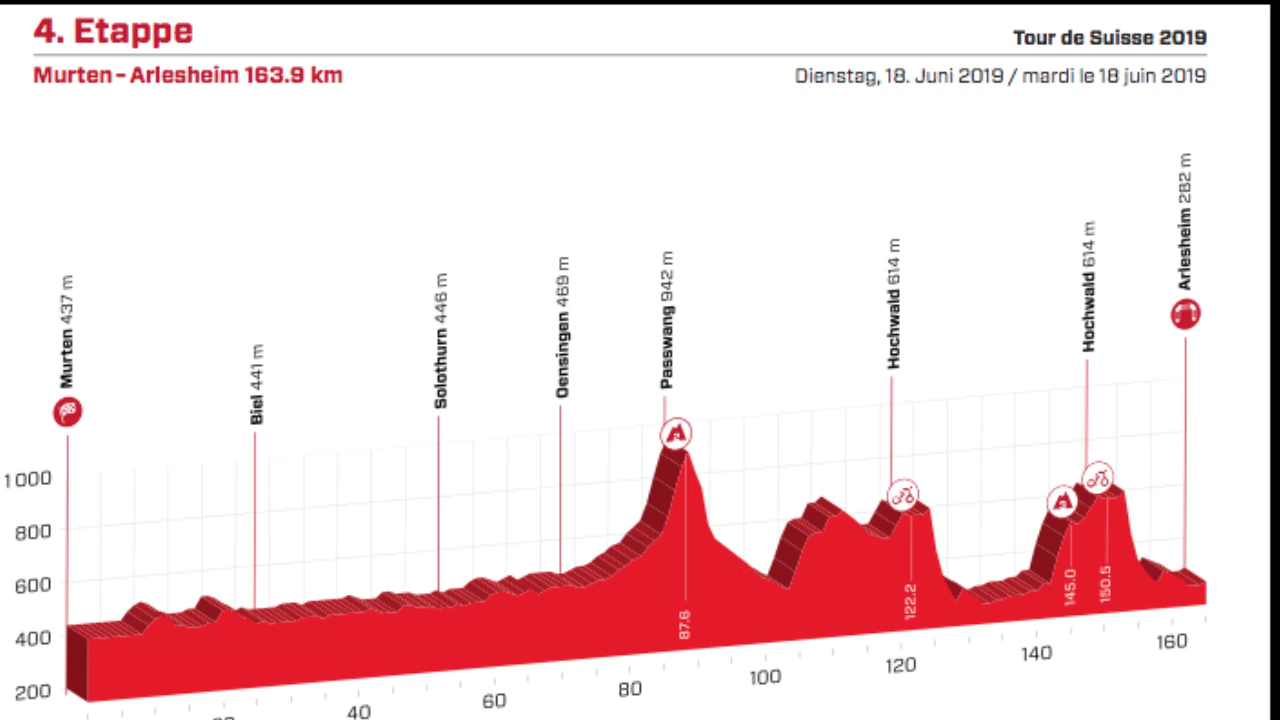 4. Etappe
Tour de Suisse 2019
Murten – Arlesheim 163.9 km
Dienstag, 18. Juni 2019 / mardi le 18 juin 2019
Murten 437 m
Biel 441 m
Solothurn 446 m
Oensingen 469 m
Passwang 942 m
Hochwald 614 m
Hochwald 614 m
Arlesheim 282 m
1000
800
600
400
200
87.6
122.2
145.0
150.5
40
60
80
100
120
140
160